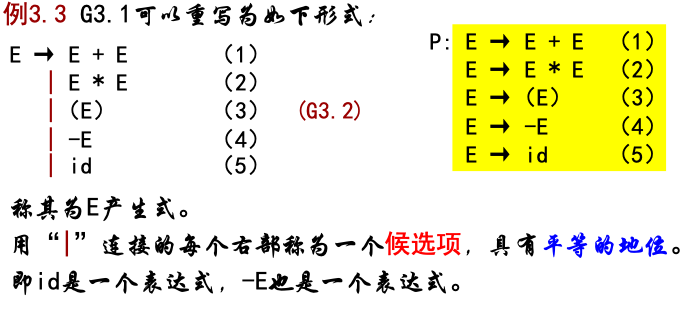 例3.3 G3.1可以重写为如下形式:
E → E + E (1)
| E * E (2)
| (E) (3) (G3.2)
| -E (4)
| id (5)
P: E → E + E (1)
E → E * E (2)
E → (E) (3)
E → -E (4)
E → id (5)
称其为E产生式。
用“|”连接的每个右部称为一个候选项，具有平等的地位。
即id是一个表达式，-E也是一个表达式。